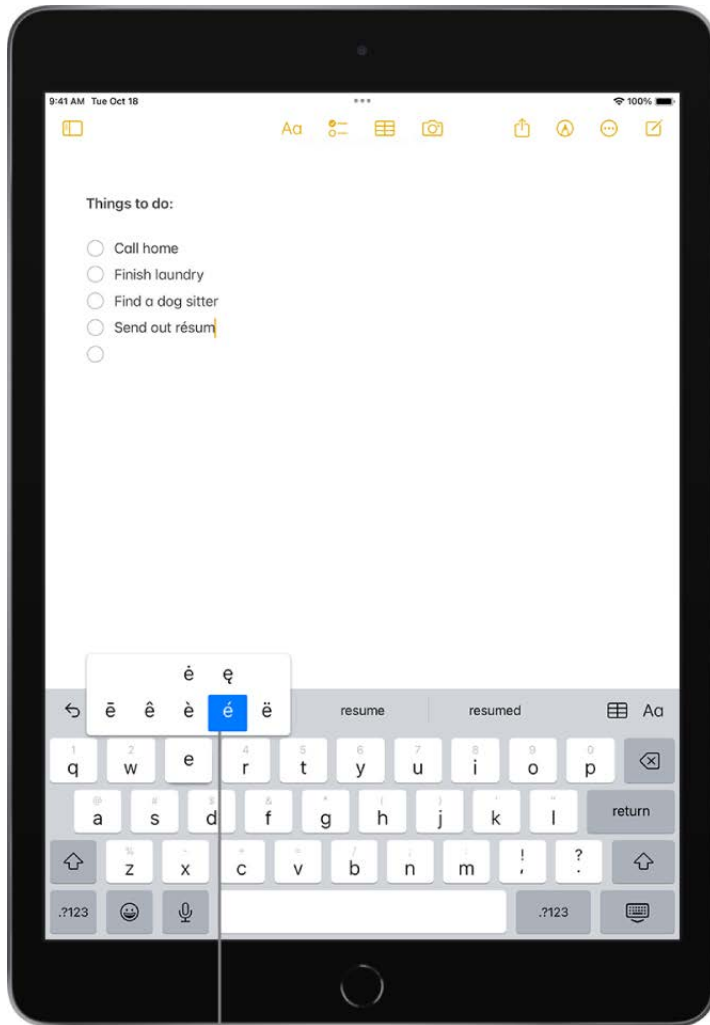 9:41 AM Tue Oct 18
100%
Aa
Things to do:
Call home
Finish laundry
Find a dog sitter
Send out résum
ė ę
ē ê è é ë
resume resumed
Aa
1 2 4 5 6 7 8 9 0
q w e r t y u i o p
@ # $ & * ( ) ' "
a s d f g h j k l
return
% - + = / ; : ! ?
z x c v b n m , .
.?123
.?123